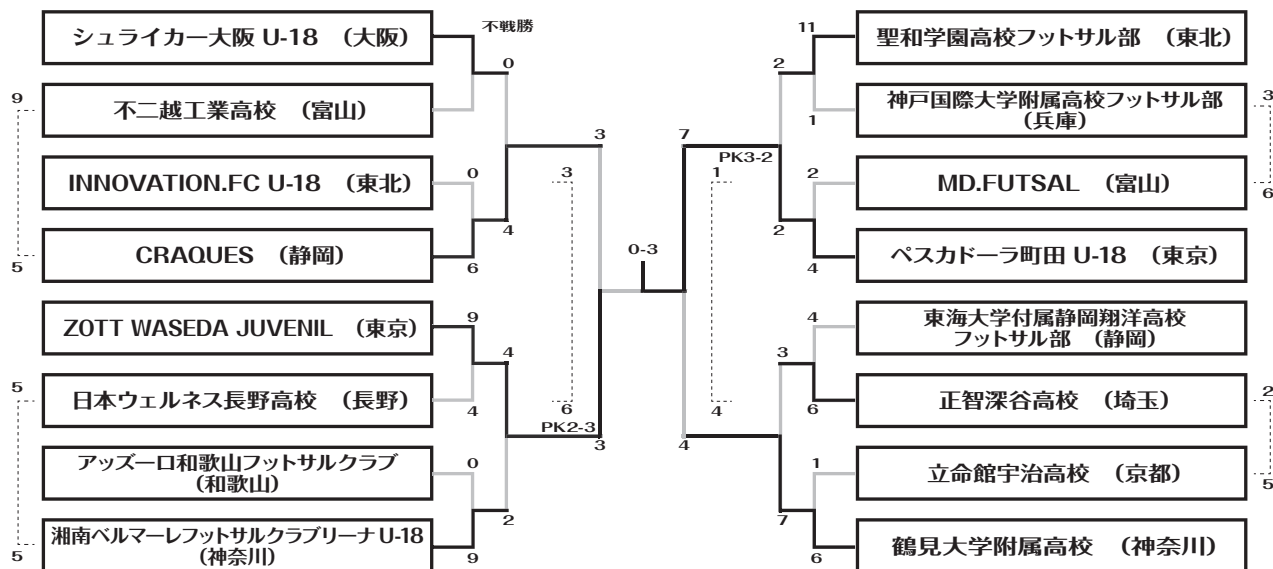 シュライカー大阪 U-18 （大阪）
不戦勝
0
9
不二越工業高校 （富山）
3
INNOVATION.FC U-18 （東北）
0
3
4
CRAQUES （静岡）
5
6
ZOTT WASEDA JUVENIL （東京）
9
4
5
日本ウェルネス長野高校 （長野）
4
6
PK2-3
3
アッズーロ和歌山フットサルクラブ
（和歌山）
0
2
湘南ベルマーレフットサルクラブリーナ U-18
（神奈川）
5
9
0-3
11
聖和学園高校フットサル部 （東北）
2
神戸国際大学附属高校フットサル部
（兵庫）
3
1
7
PK3-2
1
MD.FUTSAL （富山）
2
6
2
ペスカドーラ町田 U-18 （東京）
4
東海大学付属静岡翔洋高校
フットサル部 （静岡）
4
3
正智深谷高校 （埼玉）
2
6
4
4
立命館宇治高校 （京都）
1
5
7
鶴見大学附属高校 （神奈川）
6